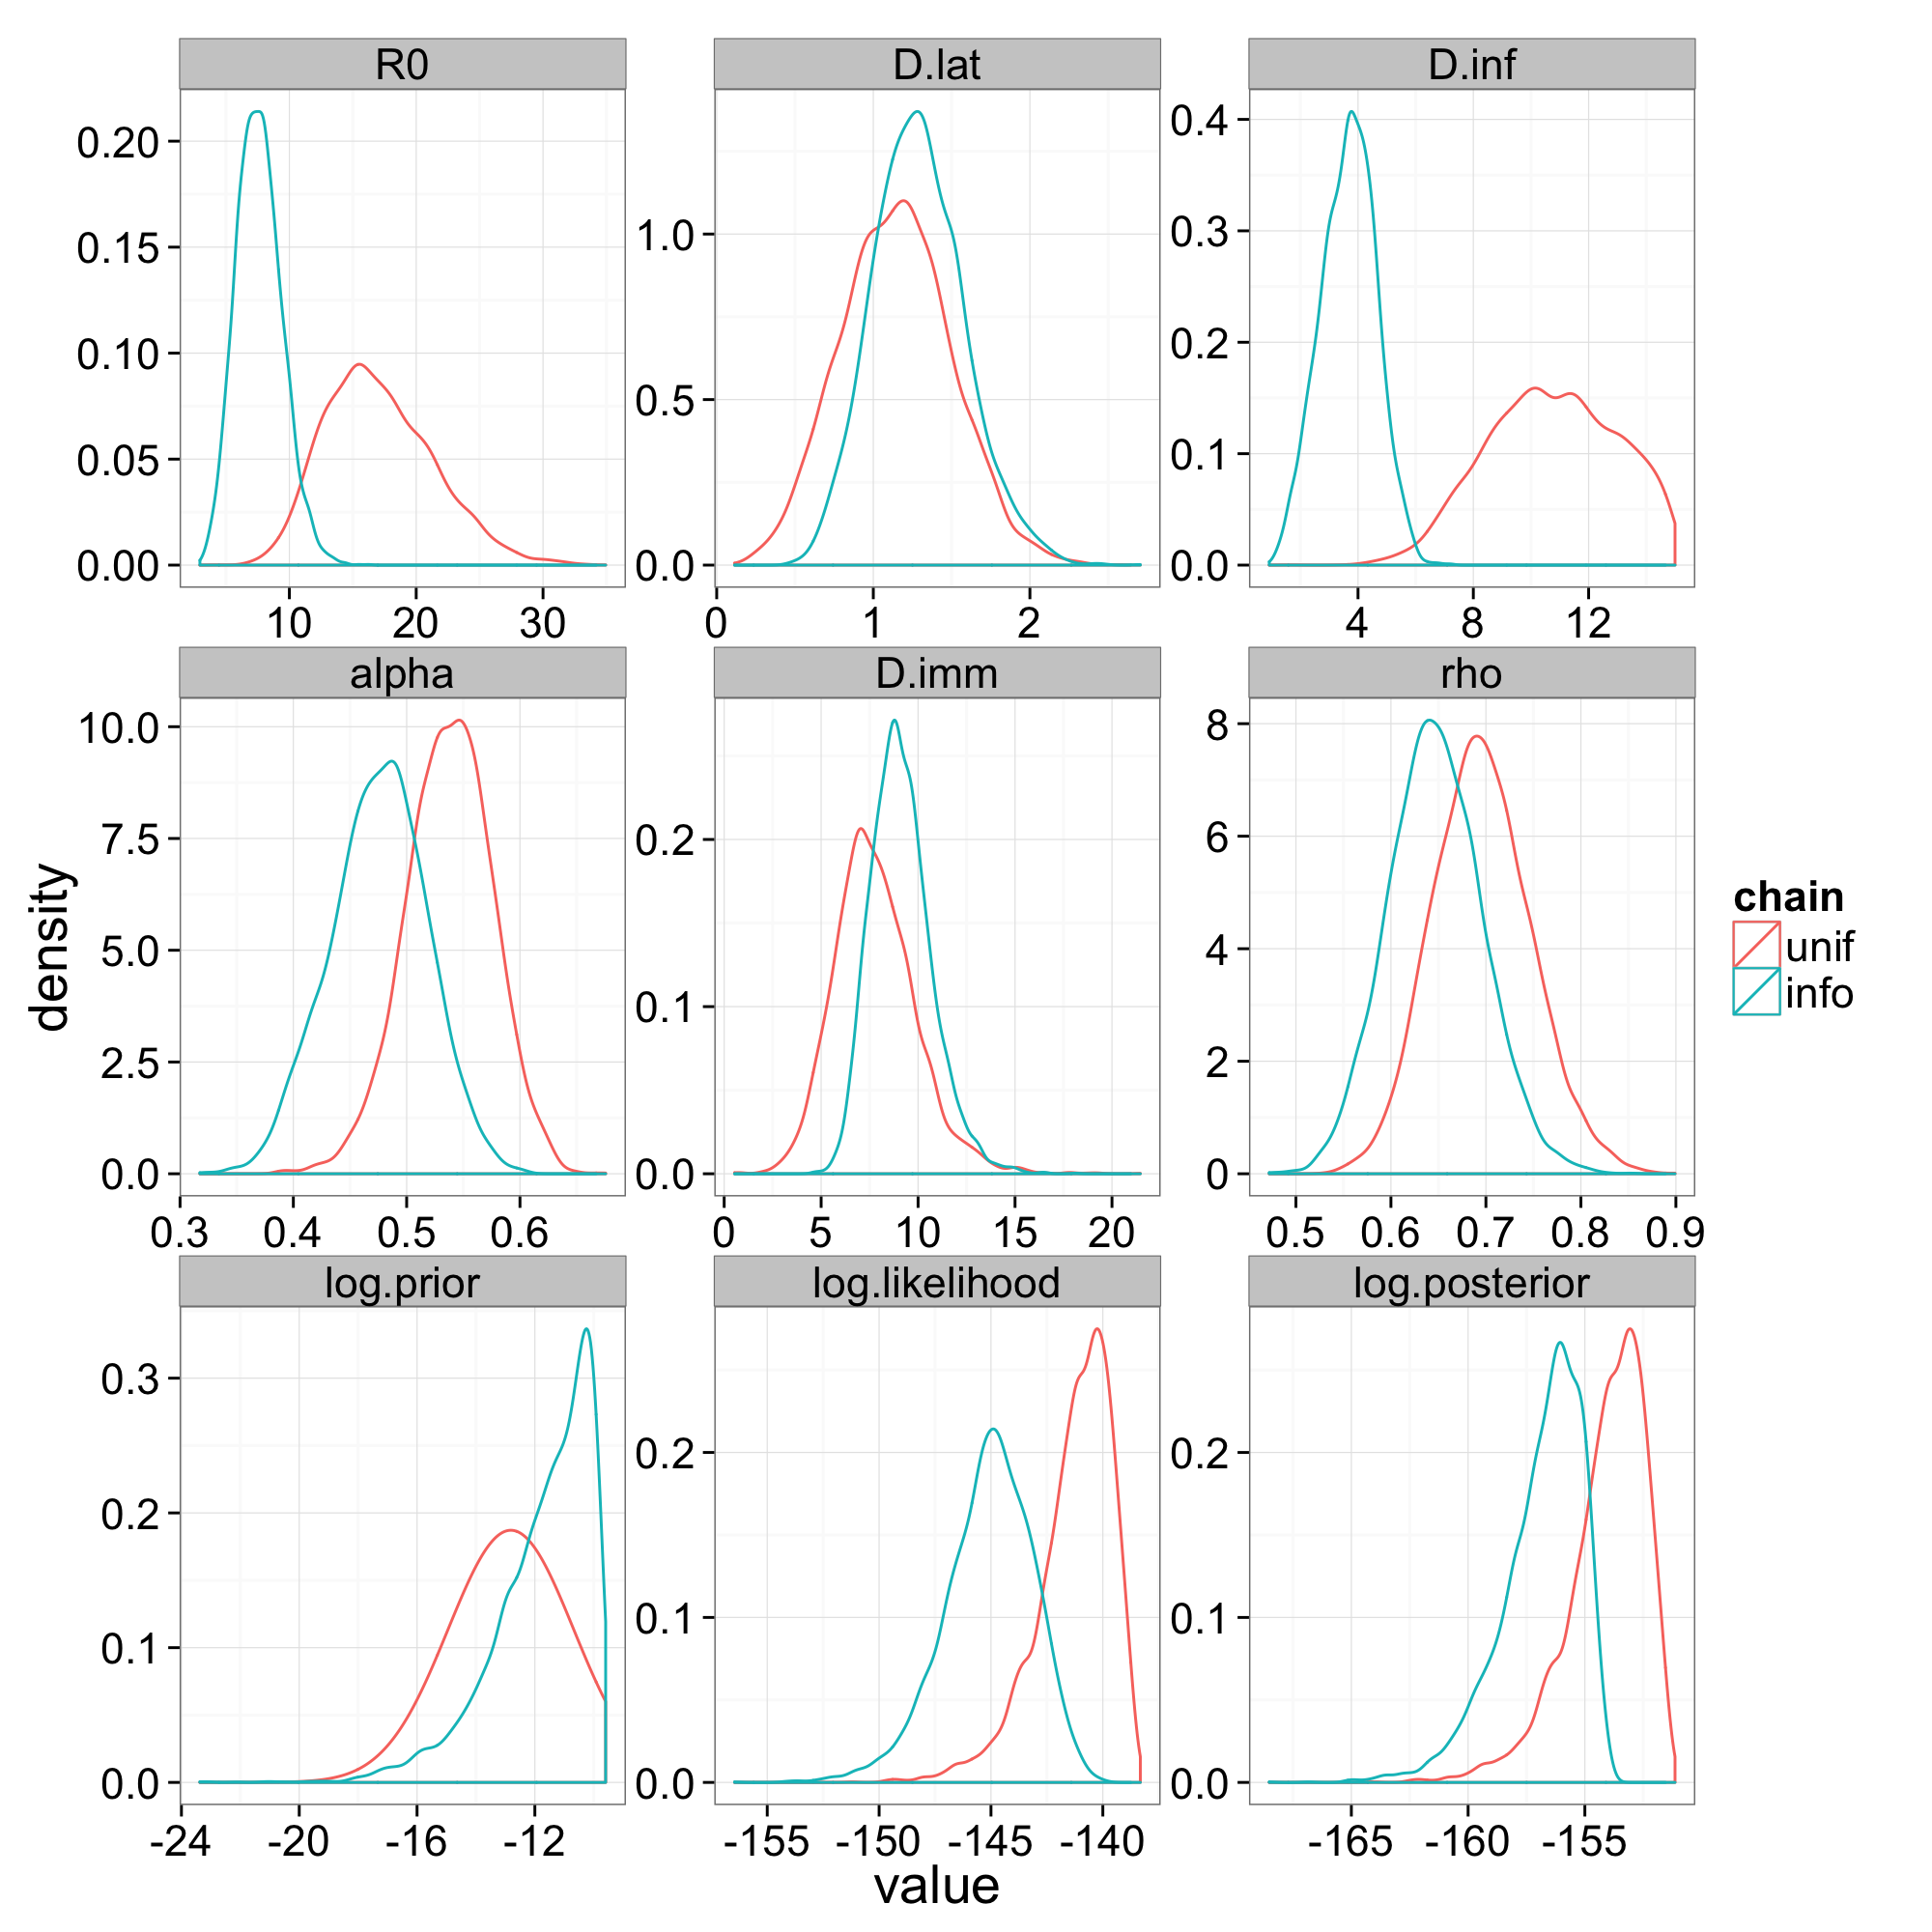 R0 D.lat D.inf
0.20 0.15 0.10 0.05 0.00
1.0 0.5 0.0
0.4 0.3 0.2 0.1 0.0
10 20 30
0 1 2
4 8 12
alpha D.imm rho
10.0 7.5 5.0 2.5 0.0
0.2 0.1 0.0
8 6 4 2 0
0.3 0.4 0.5 0.6
0 5 10 15 20
0.5 0.6 0.7 0.8 0.9
log.prior log.likelihood log.posterior
0.3 0.2 0.1 0.0
0.2 0.1 0.0
0.2 0.1 0.0
-24 -20 -16 -12
-155 -150 -145 -140
-165 -160 -155
density
value
chain
unif
info